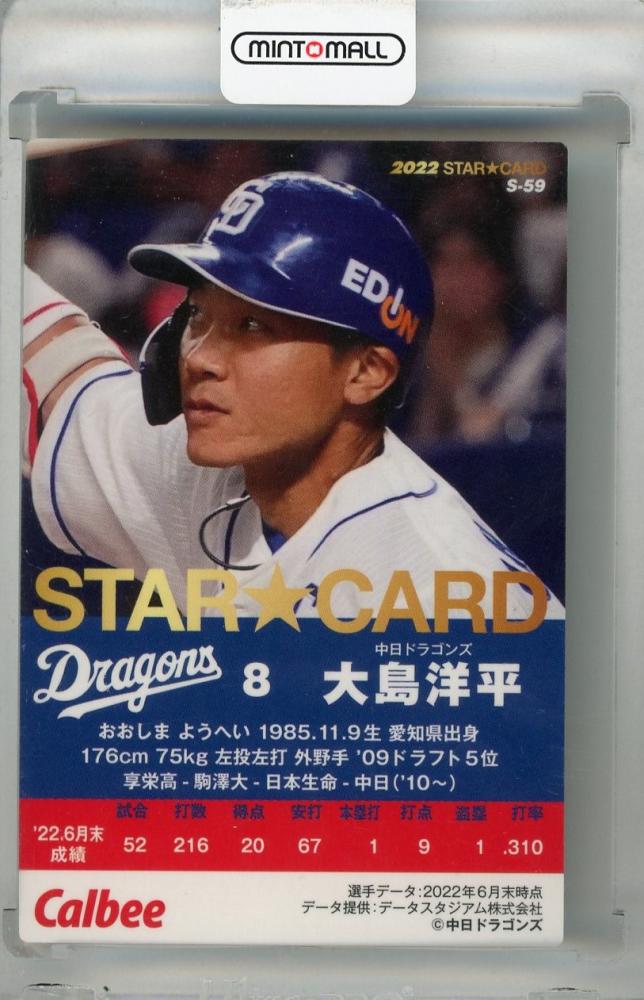 MINTMALL
2022 STAR★CARD
S-59
SD
EDION
STAR★CARD
中日ドラゴンズ
Dragons 8 大島洋平
おおしま ようへい 1985.11.9生 愛知県出身
176cm 75kg 左投左打 外野手 '09ドラフト5位
享栄高-駒澤大-日本生命-中日('10〜)
試合 打数 得点 安打 本塁打 打点 盗塁 打率
'22.6月末成績 52 216 20 67 1 9 1 .310
Calbee
選手データ:2022年6月末時点
データ提供:データスタジアム株式会社
©中日ドラゴンズ